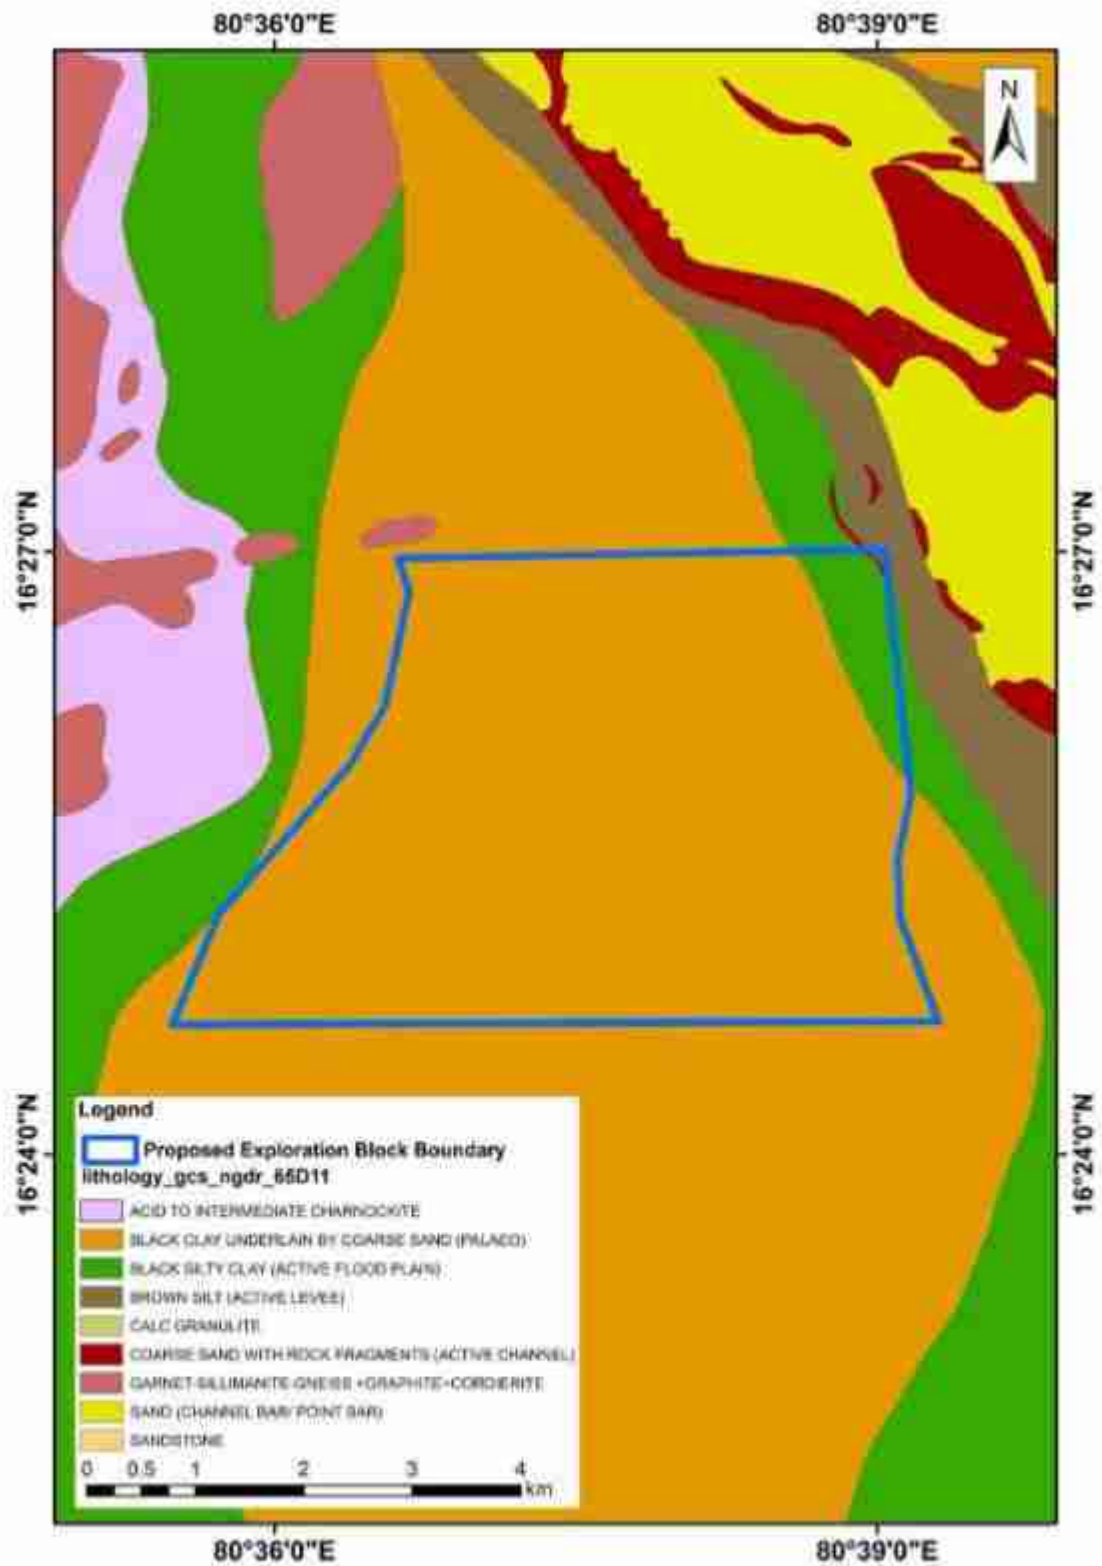 80°36'0"E 80°39'0"E
N
16°27'0"N 16°27'0"N
16°24'0"N 16°24'0"N
Legend
Proposed Exploration Block Boundary
lithology_gcs_ngdr_65D11
ACID TO INTERMEDIATE CHARNOCKITE
BLACK CLAY UNDERLAIN BY COARSE SAND (PALAEO)
BLACK SILTY CLAY (ACTIVE FLOOD PLAIN)
BROWN SILT (ACTIVE LEVEE)
CALC GRANULITE
COARSE SAND WITH ROCK FRAGMENTS (ACTIVE CHANNEL)
GARNET-SILLIMANITE GNEISS +GRAPHITE+CORDIERITE
SAND (CHANNEL BAR/ POINT BAR)
SANDSTONE
0 0.5 1 2 3 4
km
80°36'0"E 80°39'0"E